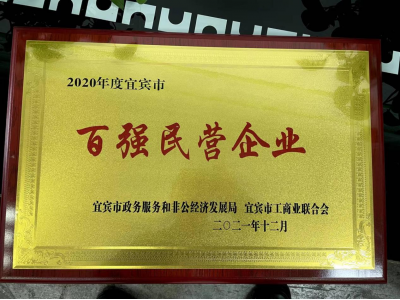 2020年度宜宾市
百强民营企业
宜宾市政务服务和非公经济发展局 宜宾市工商业联合会
二〇二一年十二月